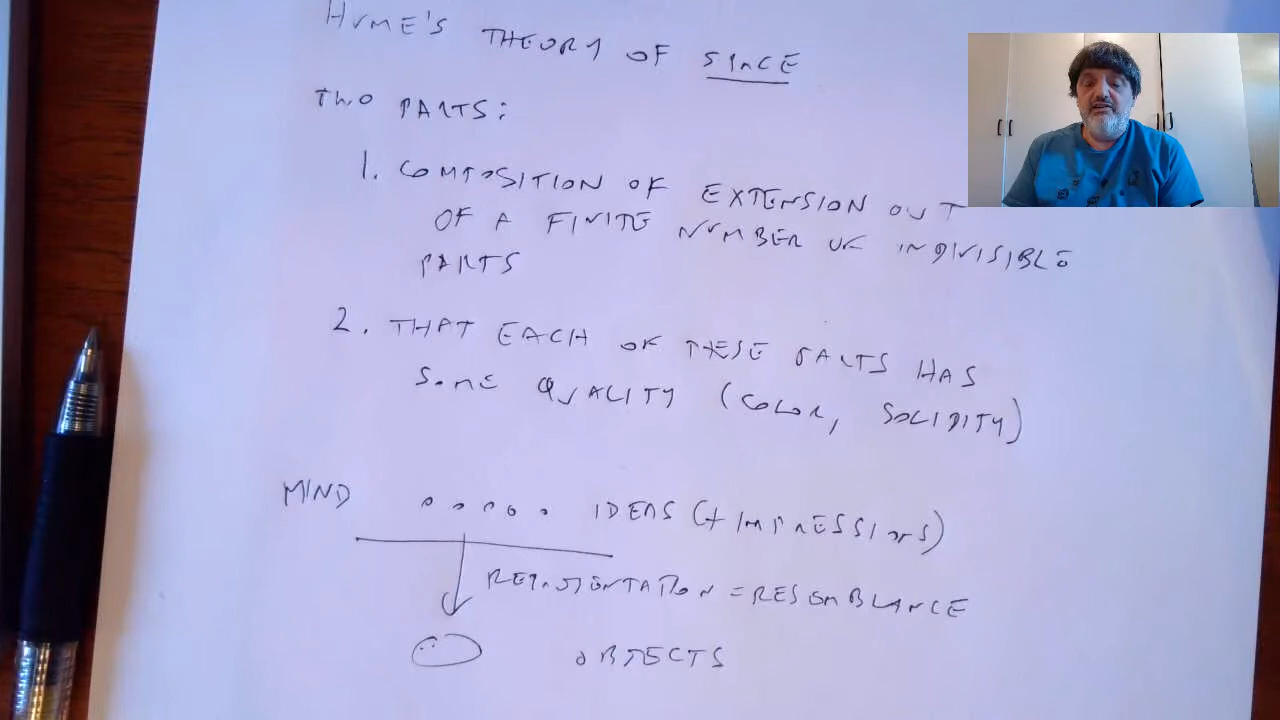 HUME'S THEORY OF SPACE
TWO PARTS:
1. COMPOSITION OF EXTENSION OUT
OF A FINITE NUMBER OF INDIVISIBLE
PARTS
2. THAT EACH OF THESE PARTS HAS
SOME QUALITY (COLOR, SOLIDITY)
MIND IDEAS (+ IMPRESSIONS)
REPRESENTATION = RESEMBLANCE
OBJECTS